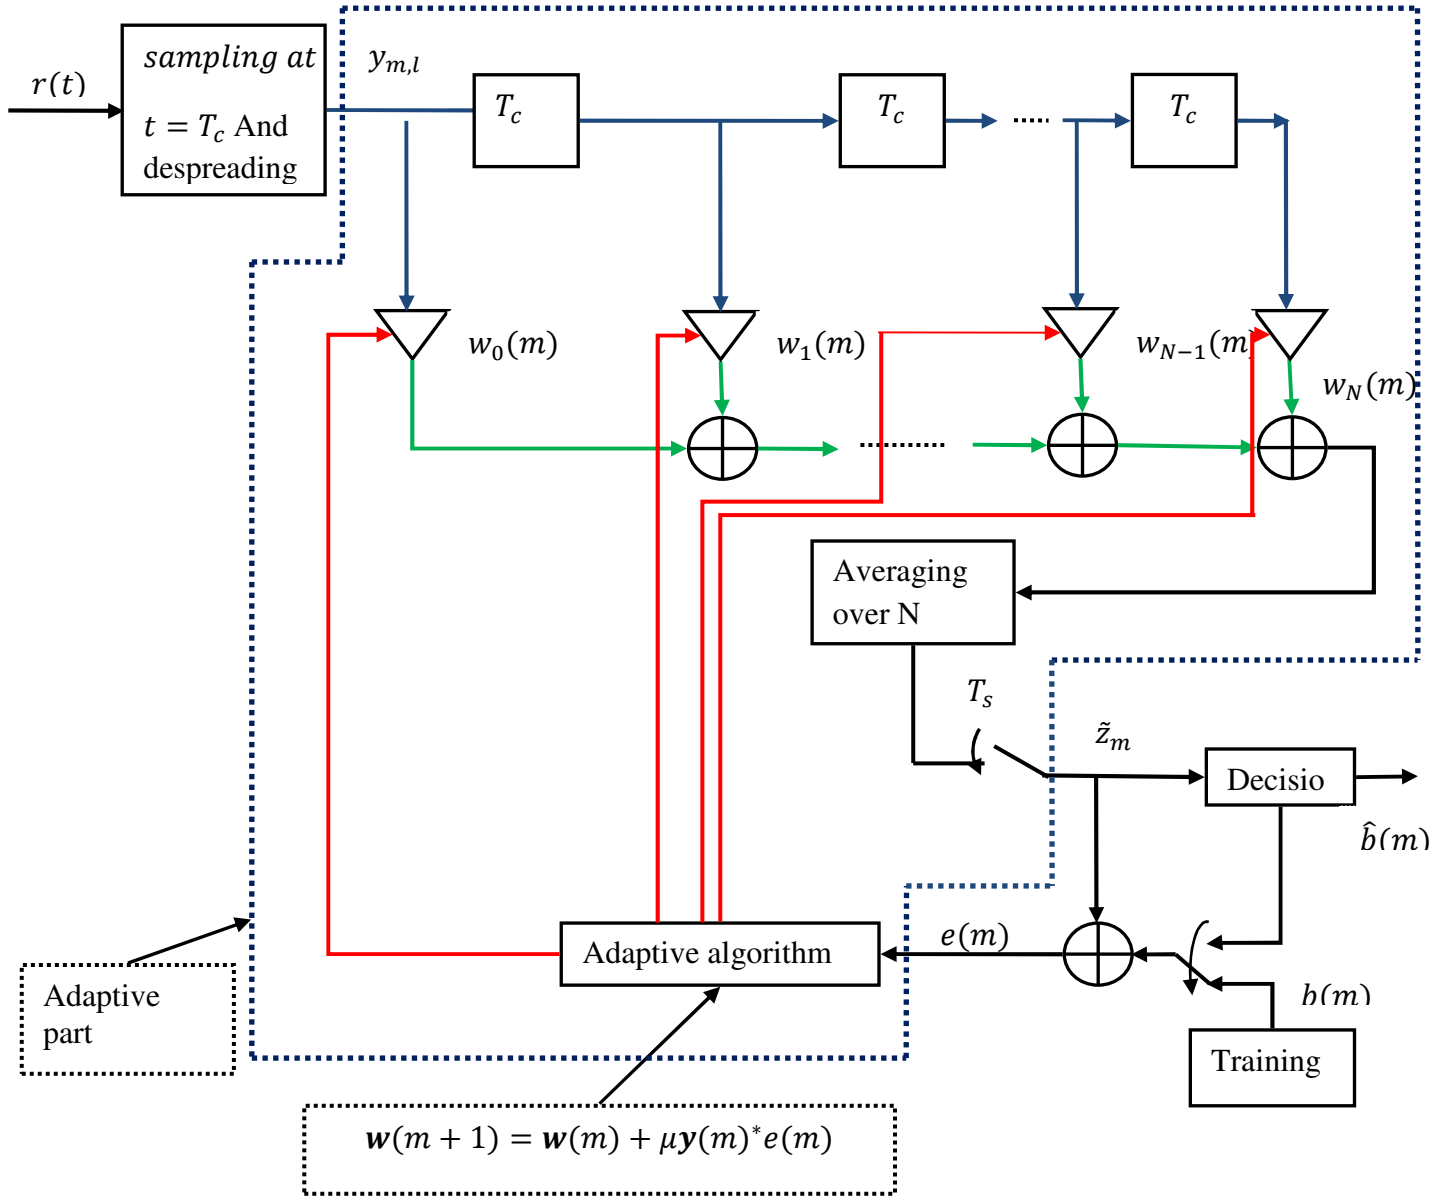 r(t)
sampling at
t = T_c And
despreading
y_{m,l}
T_c
T_c
T_c
w_0(m)
w_1(m)
w_{N−1}(m)
w_N(m)
Averaging
over N
T_s
z̃_m
Decisio
b̂(m)
Adaptive algorithm
e(m)
b(m)
Training
Adaptive
part
w(m + 1) = w(m) + μy(m)^*e(m)